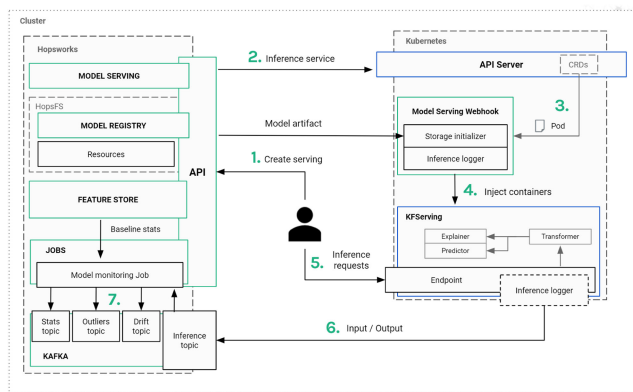 Cluster
Hopsworks
MODEL SERVING
HopsFS
MODEL REGISTRY
Resources
API
FEATURE STORE
Baseline stats
JOBS
Model monitoring Job
7.
Stats
topic
Outliers
topic
Drift
topic
Inference
topic
KAFKA
2. Inference service
Model artifact
1. Create serving
5. Inference
requests
6. Input / Output
Kubernetes
API Server
CRDs
3.
Pod
Model Serving Webhook
Storage initializer
Inference logger
4. Inject containers
KFServing
Explainer
Predictor
Transformer
Endpoint
Inference logger